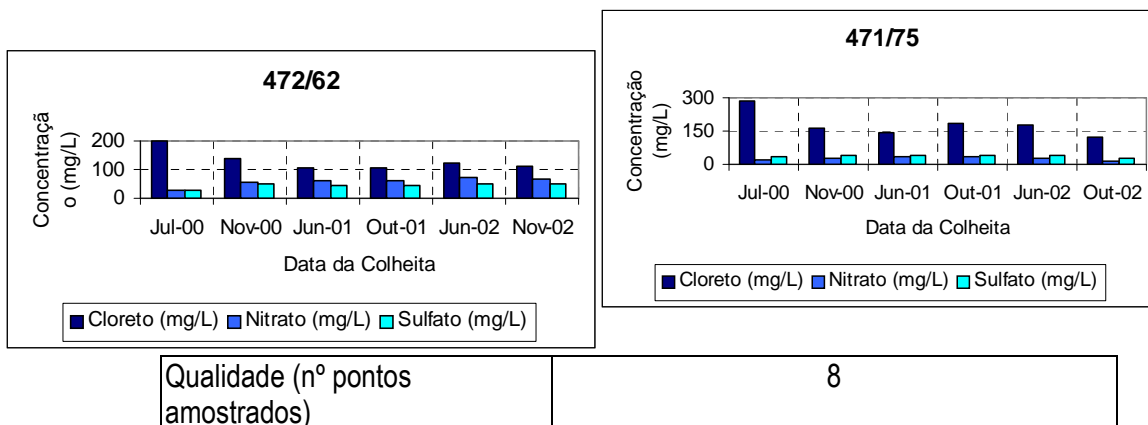 472/62
Concentraçã
o (mg/L)
200
100
0
Jul-00 Nov-00 Jun-01 Out-01 Jun-02 Nov-02
Data da Colheita
Cloreto (mg/L) Nitrato (mg/L) Sulfato (mg/L)
471/75
Concentração
(mg/L)
300
150
0
Jul-00 Nov-00 Jun-01 Out-01 Jun-02 Out-02
Data da Colheita
Cloreto (mg/L) Nitrato (mg/L) Sulfato (mg/L)
Qualidade (nº pontos 8
amostrados)